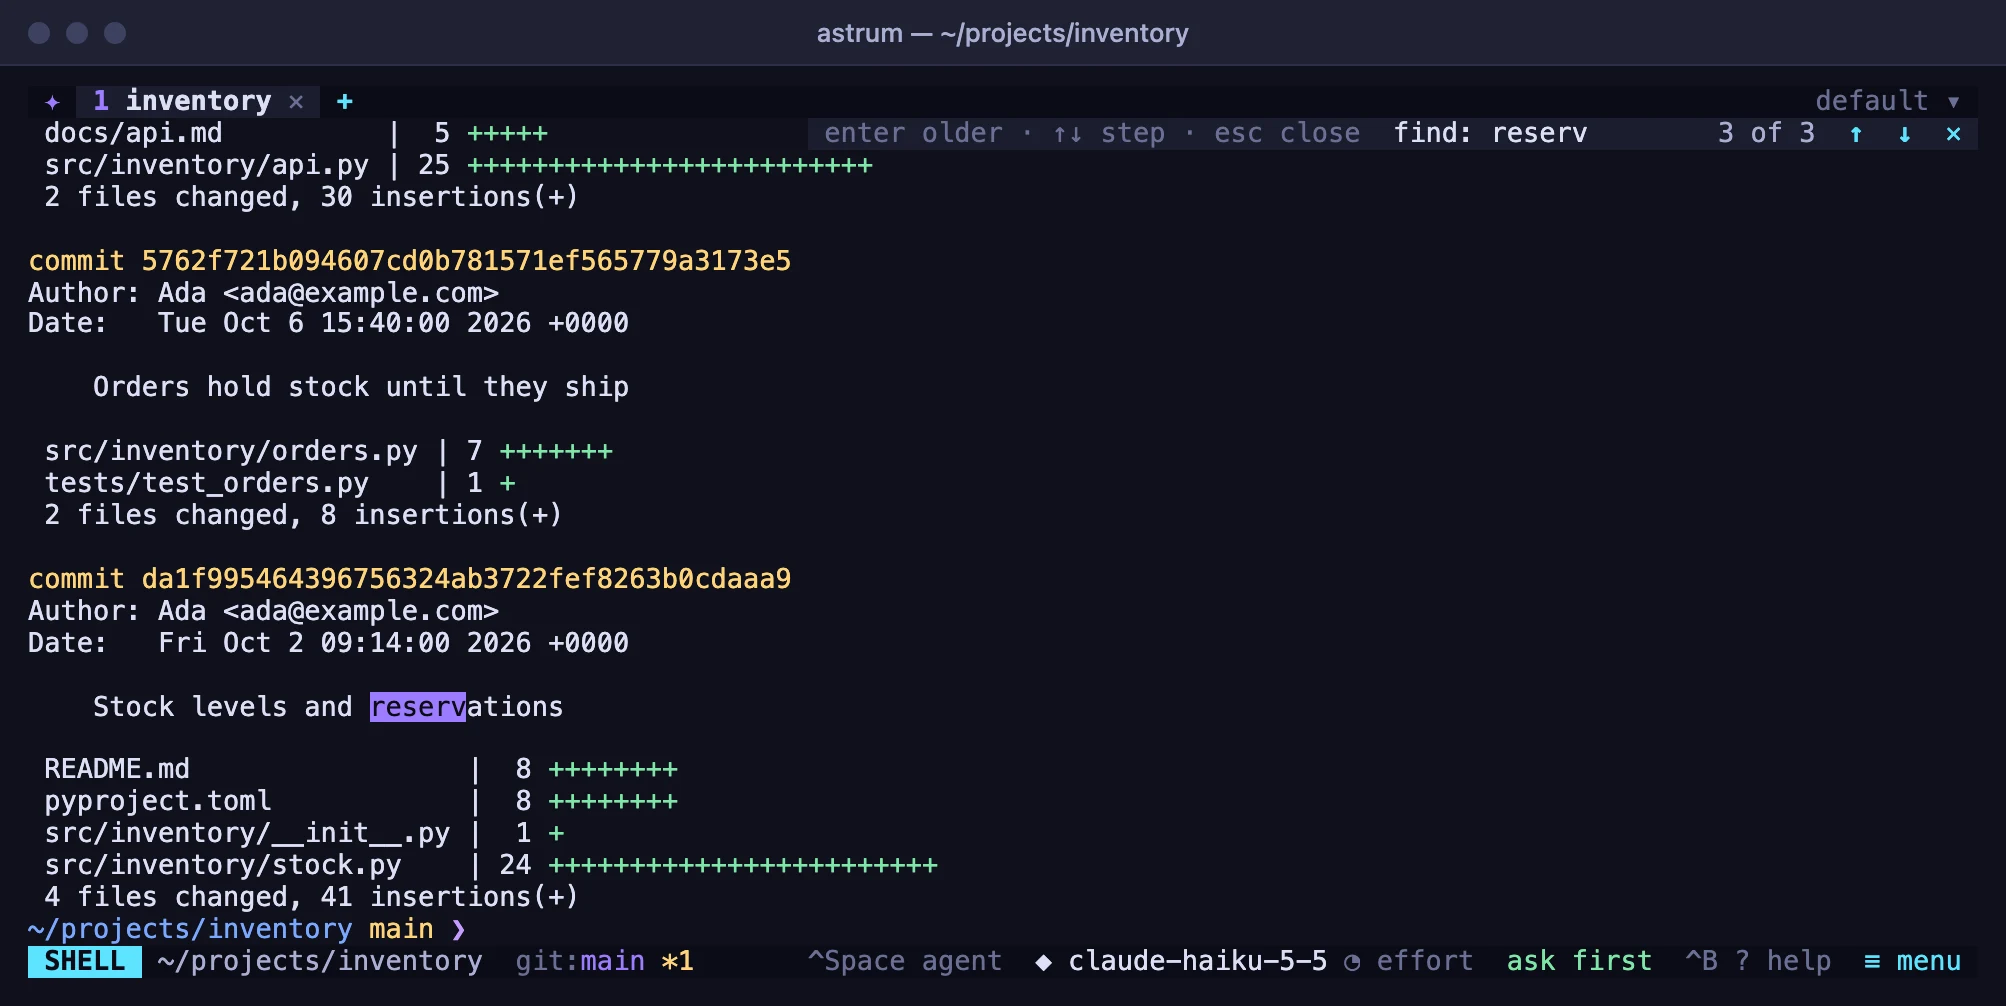 astrum — ~/projects/inventory
✦ 1 inventory × + default ▾
docs/api.md | 5 +++++ enter older · ↑↓ step · esc close find: reserv 3 of 3 ↑ ↓ ×
src/inventory/api.py | 25 +++++++++++++++++++++++++
2 files changed, 30 insertions(+)
commit 5762f721b094607cd0b781571ef565779a3173e5
Author: Ada <ada@example.com>
Date: Tue Oct 6 15:40:00 2026 +0000
Orders hold stock until they ship
src/inventory/orders.py | 7 +++++++
tests/test_orders.py | 1 +
2 files changed, 8 insertions(+)
commit da1f995464396756324ab3722fef8263b0cdaaa9
Author: Ada <ada@example.com>
Date: Fri Oct 2 09:14:00 2026 +0000
Stock levels and reservations
README.md | 8 ++++++++
pyproject.toml | 8 ++++++++
src/inventory/__init__.py | 1 +
src/inventory/stock.py | 24 ++++++++++++++++++++++++
4 files changed, 41 insertions(+)
~/projects/inventory main ❯
SHELL ~/projects/inventory git:main *1 ^Space agent ◆ claude-haiku-5-5 ◔ effort ask first ^B ? help ≡ menu